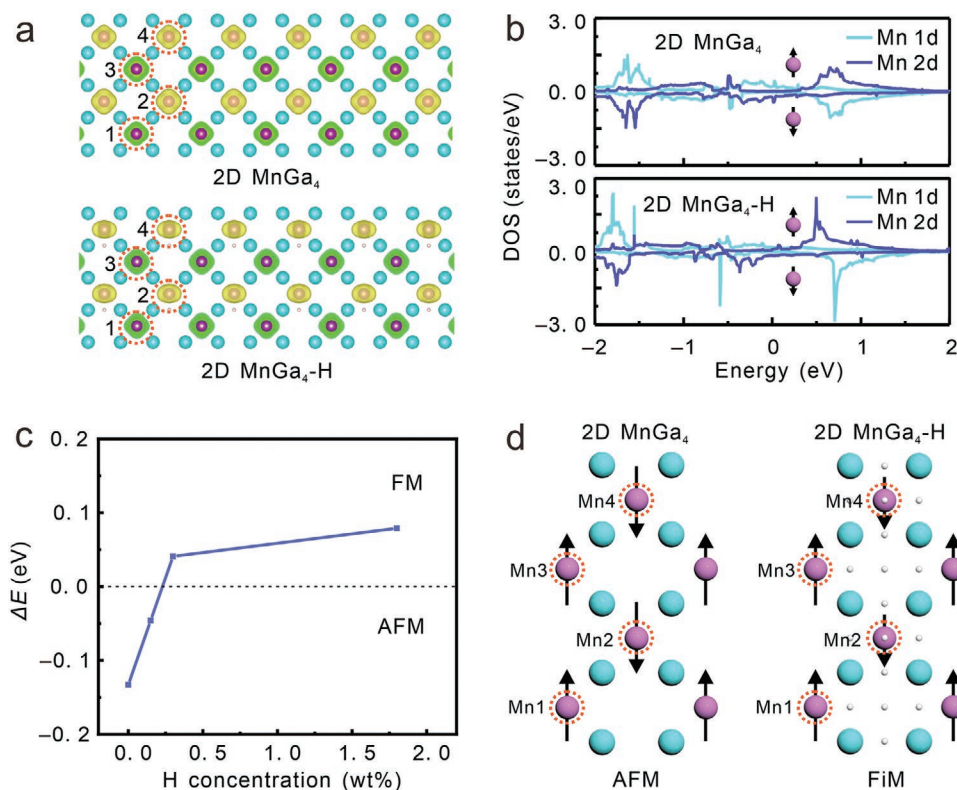 a
4
3
2
1
2D MnGa₄
4
3
2
1
2D MnGa₄-H
b
3.0
0.0
−3.0
2D MnGa₄
Mn 1d
Mn 2d
3.0
0.0
−3.0
2D MnGa₄-H
Mn 1d
Mn 2d
DOS (states/eV)
−2 −1 0 1 2
Energy (eV)
c
0.2
0.1
0.0
−0.1
−0.2
ΔE (eV)
FM
AFM
0.0 0.5 1.0 1.5 2.0
H concentration (wt%)
d
2D MnGa₄
Mn4
Mn3
Mn2
Mn1
AFM
2D MnGa₄-H
Mn4
Mn3
Mn2
Mn1
FiM